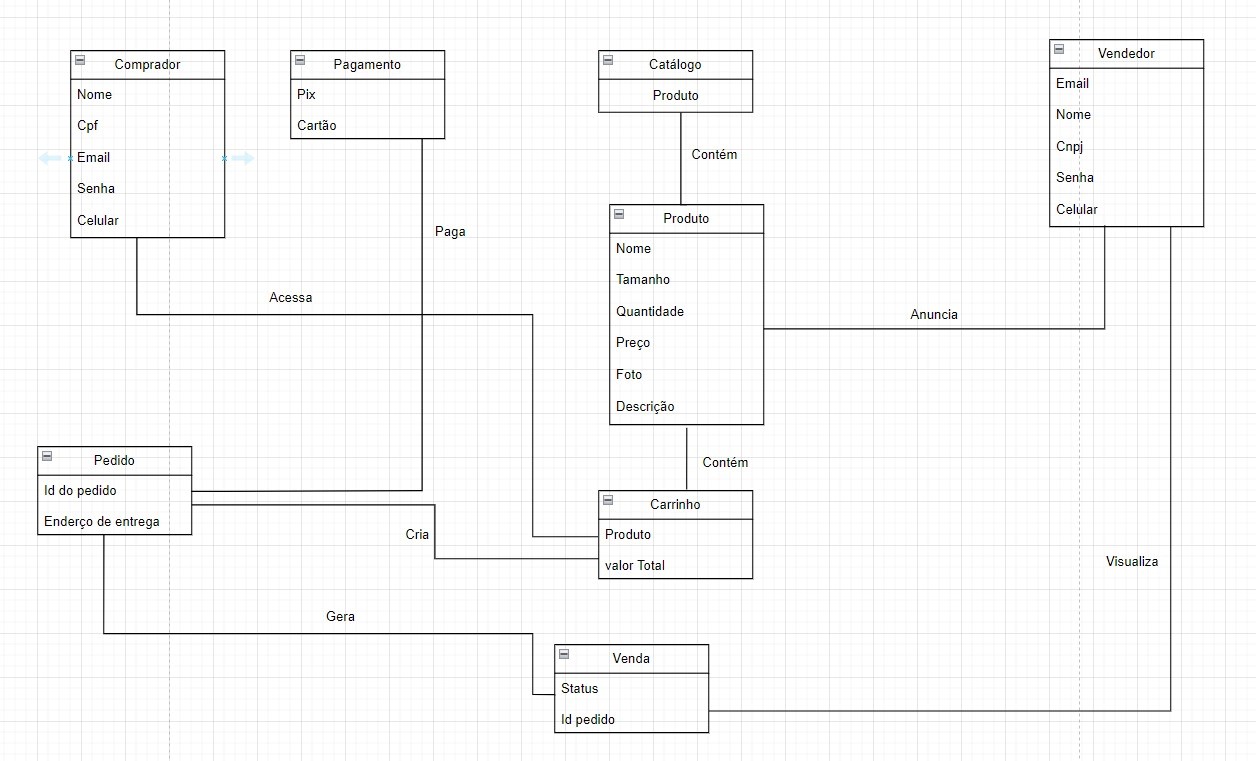 Comprador
Nome
Cpf
Email
Senha
Celular
Pagamento
Pix
Cartão
Catálogo
Produto
Vendedor
Email
Nome
Cnpj
Senha
Celular
Contém
Produto
Nome
Tamanho
Quantidade
Preço
Foto
Descrição
Paga
Acessa
Anuncia
Contém
Pedido
Id do pedido
Enderço de entrega
Carrinho
Produto
valor Total
Cria
Visualiza
Gera
Venda
Status
Id pedido